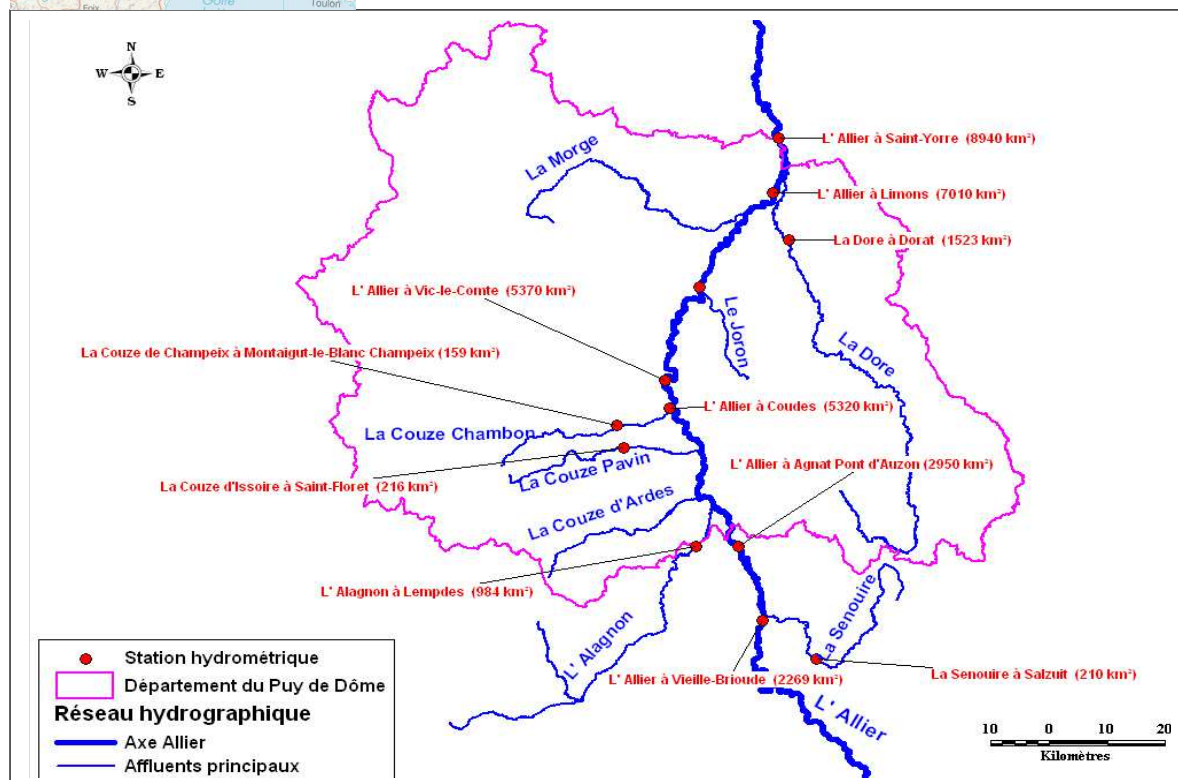 Foix
Golfe
Toulon
N
W E
S
L' Allier à Saint-Yorre (8940 km²)
La Morge
L' Allier à Limons (7010 km²)
La Dore à Dorat (1523 km²)
L' Allier à Vic-le-Comte (5370 km²)
Le Joron
La Dore
La Couze de Champeix à Montaigut-le-Blanc Champeix (159 km²)
L' Allier à Coudes (5320 km²)
La Couze Chambon
La Couze Pavin
L' Allier à Agnat Pont d'Auzon (2950 km²)
La Couze d'Issoire à Saint-Floret (216 km²)
La Couze d'Ardes
L' Alagnon à Lempdes (984 km²)
La Senouire
L' Alagnon
L' Allier à Vieille-Brioude (2269 km²)
La Senouire à Salzuit (210 km²)
L' Allier
Station hydrométrique
Département du Puy de Dôme
Réseau hydrographique
Axe Allier
Affluents principaux
10 0 10 20
Kilomètres